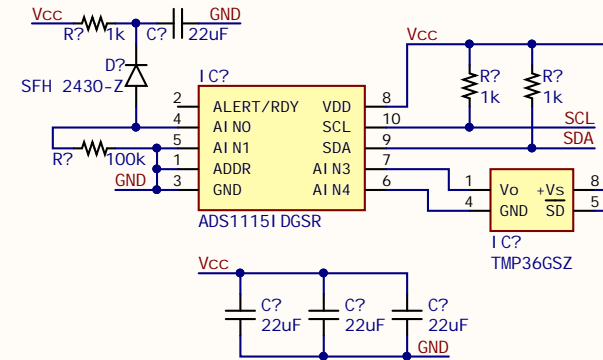 Vcc
GND
R?
1k
C?
22uF
D?
SFH 2430-Z
IC?
2
ALERT/RDY
VDD
8
4
AIN0
SCL
10
5
AIN1
SDA
9
1
ADDR
AIN3
7
3
GND
AIN4
6
ADS1115IDGSR
R?
100k
GND
Vcc
R?
1k
R?
1k
SCL
SDA
1
Vo
+Vs
8
4
GND
SD
5
IC?
TMP36GSZ
Vcc
C?
22uF
C?
22uF
C?
22uF
GND